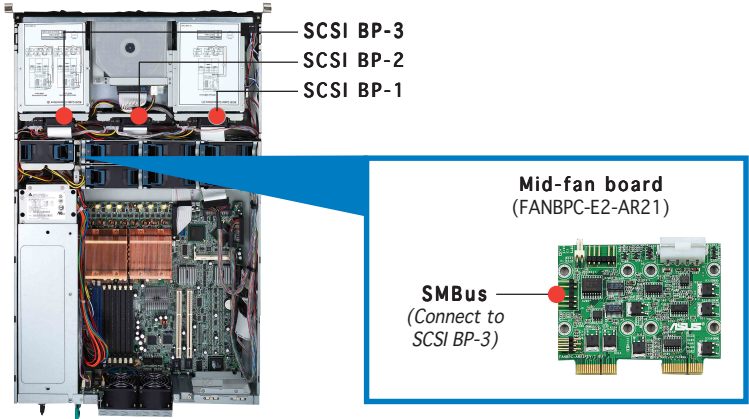 SCSI BP-3
SCSI BP-2
SCSI BP-1
Mid-fan board
(FANBPC-E2-AR21)
SMBus
(Connect to
SCSI BP-3)
ASUS